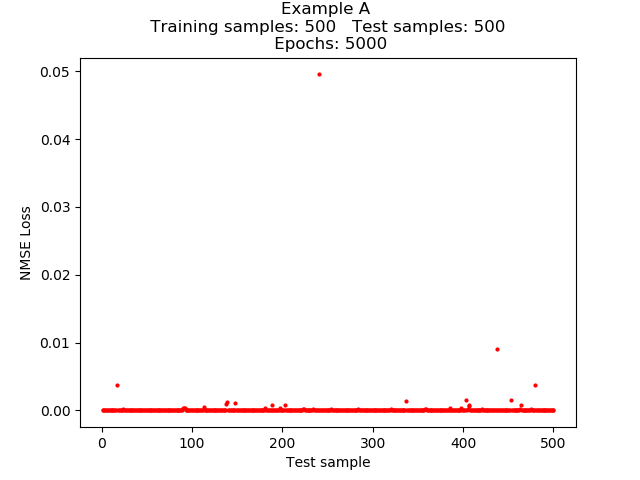 Example A
Training samples: 500   Test samples: 500
Epochs: 5000
0.05
0.04
0.03
0.02
0.01
0.00
NMSE Loss
0 100 200 300 400 500
Test sample